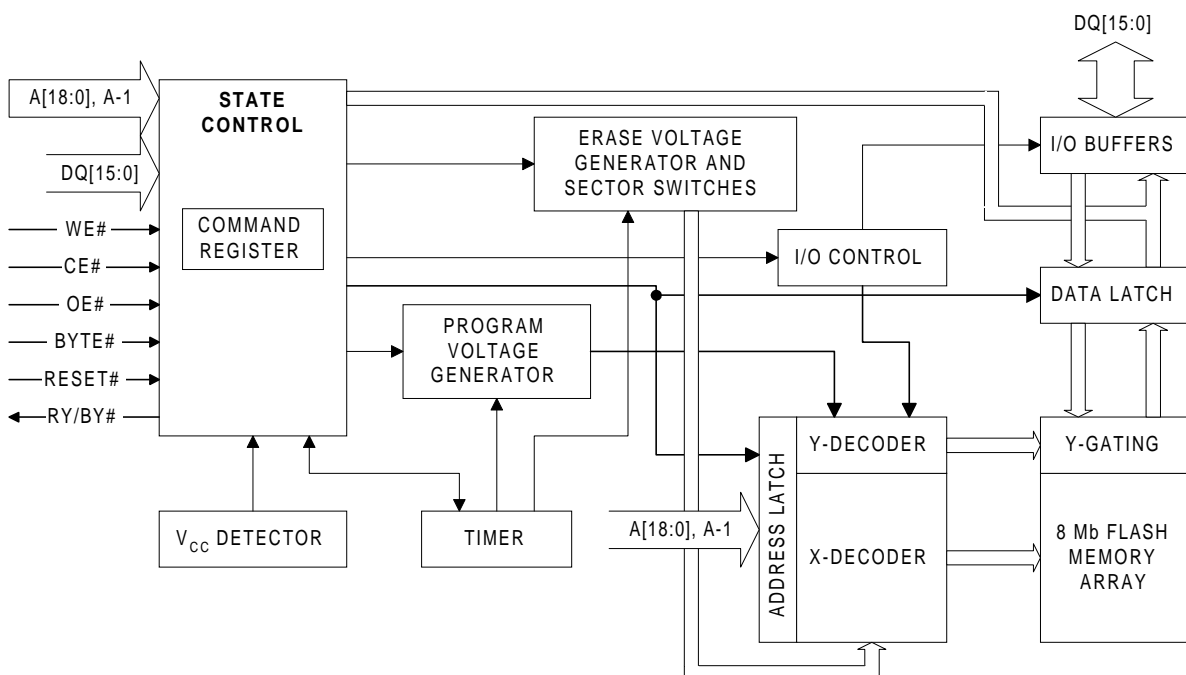 DQ[15:0]
A[18:0], A-1
STATE
CONTROL
DQ[15:0]
WE#
CE#
OE#
BYTE#
RESET#
RY/BY#
COMMAND
REGISTER
ERASE VOLTAGE
GENERATOR AND
SECTOR SWITCHES
I/O BUFFERS
I/O CONTROL
DATA LATCH
PROGRAM
VOLTAGE
GENERATOR
VCC DETECTOR
TIMER
A[18:0], A-1
ADDRESS LATCH
Y-DECODER
X-DECODER
Y-GATING
8 Mb FLASH
MEMORY
ARRAY